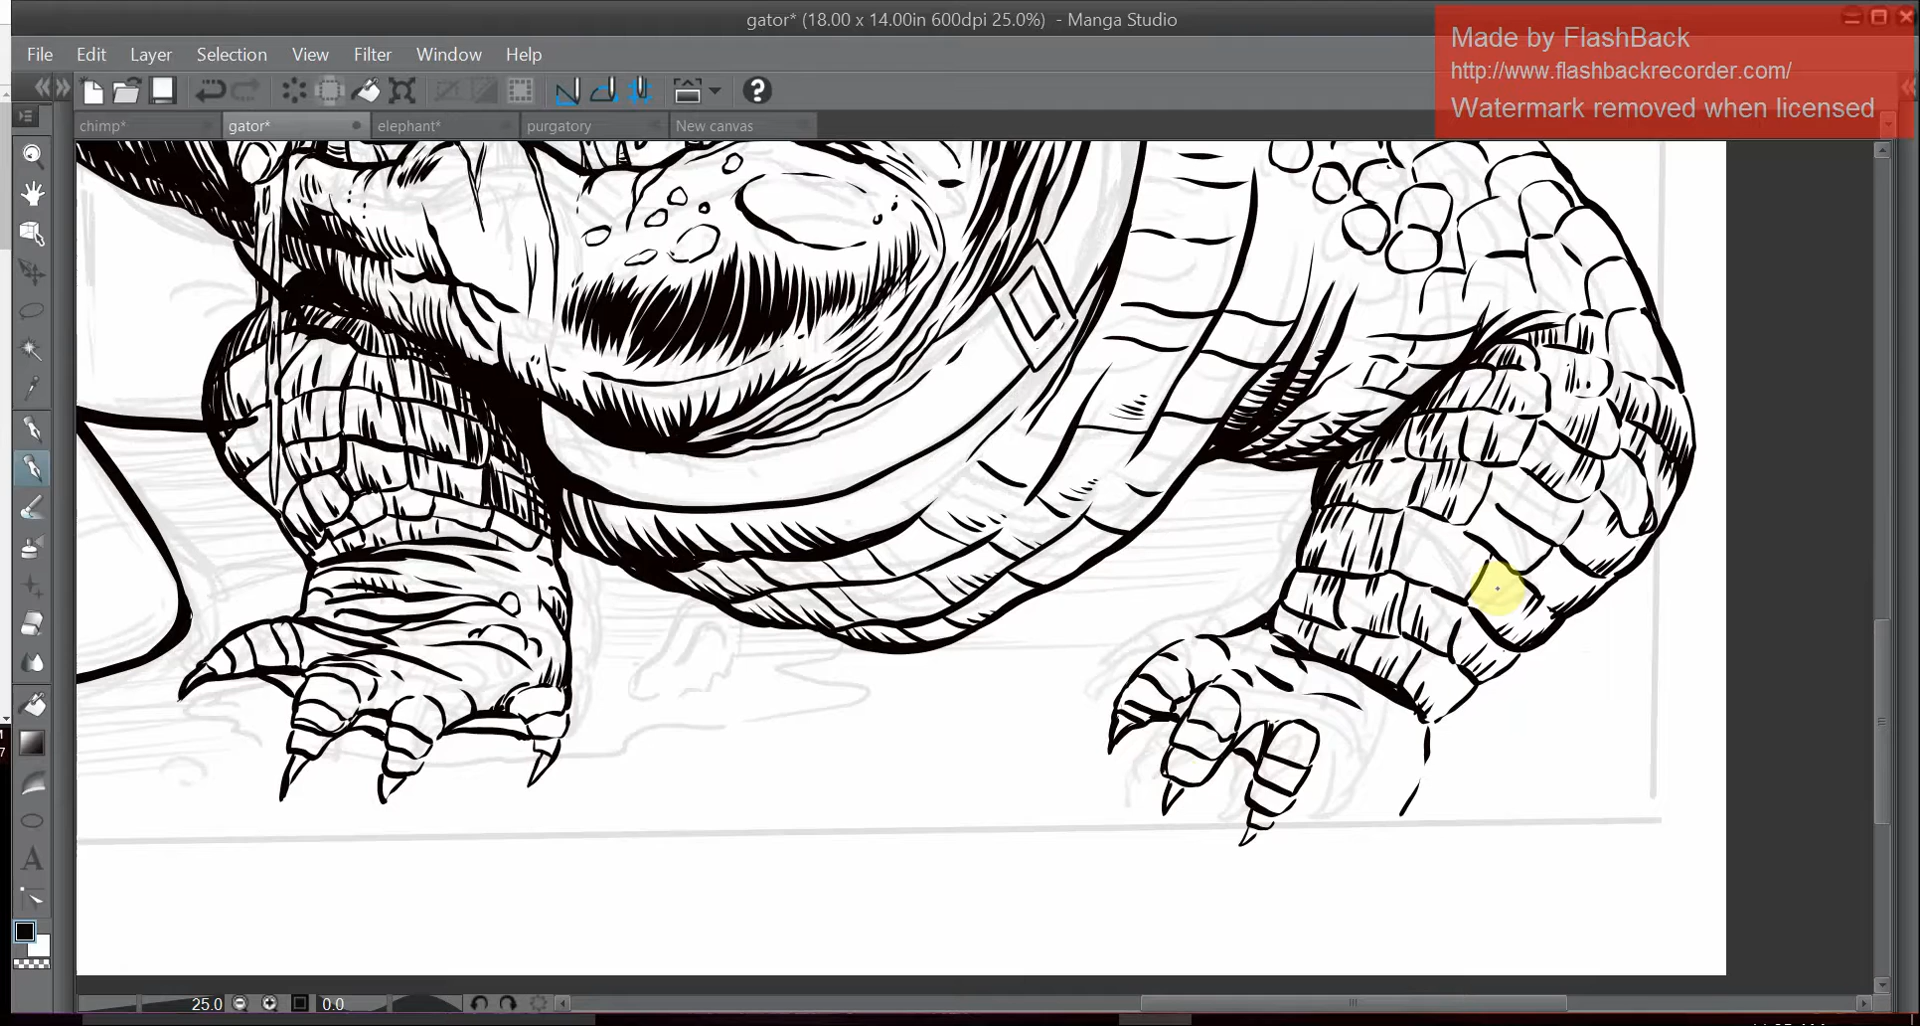 gator* (18.00 x 14.00in 600dpi 25.0%)  - Manga Studio
File Edit Layer Selection View Filter Window Help
Made by FlashBack
http://www.flashbackrecorder.com/
Watermark removed when licensed
chimp* gator* elephant* purgatory New canvas
A
25.0 0.0